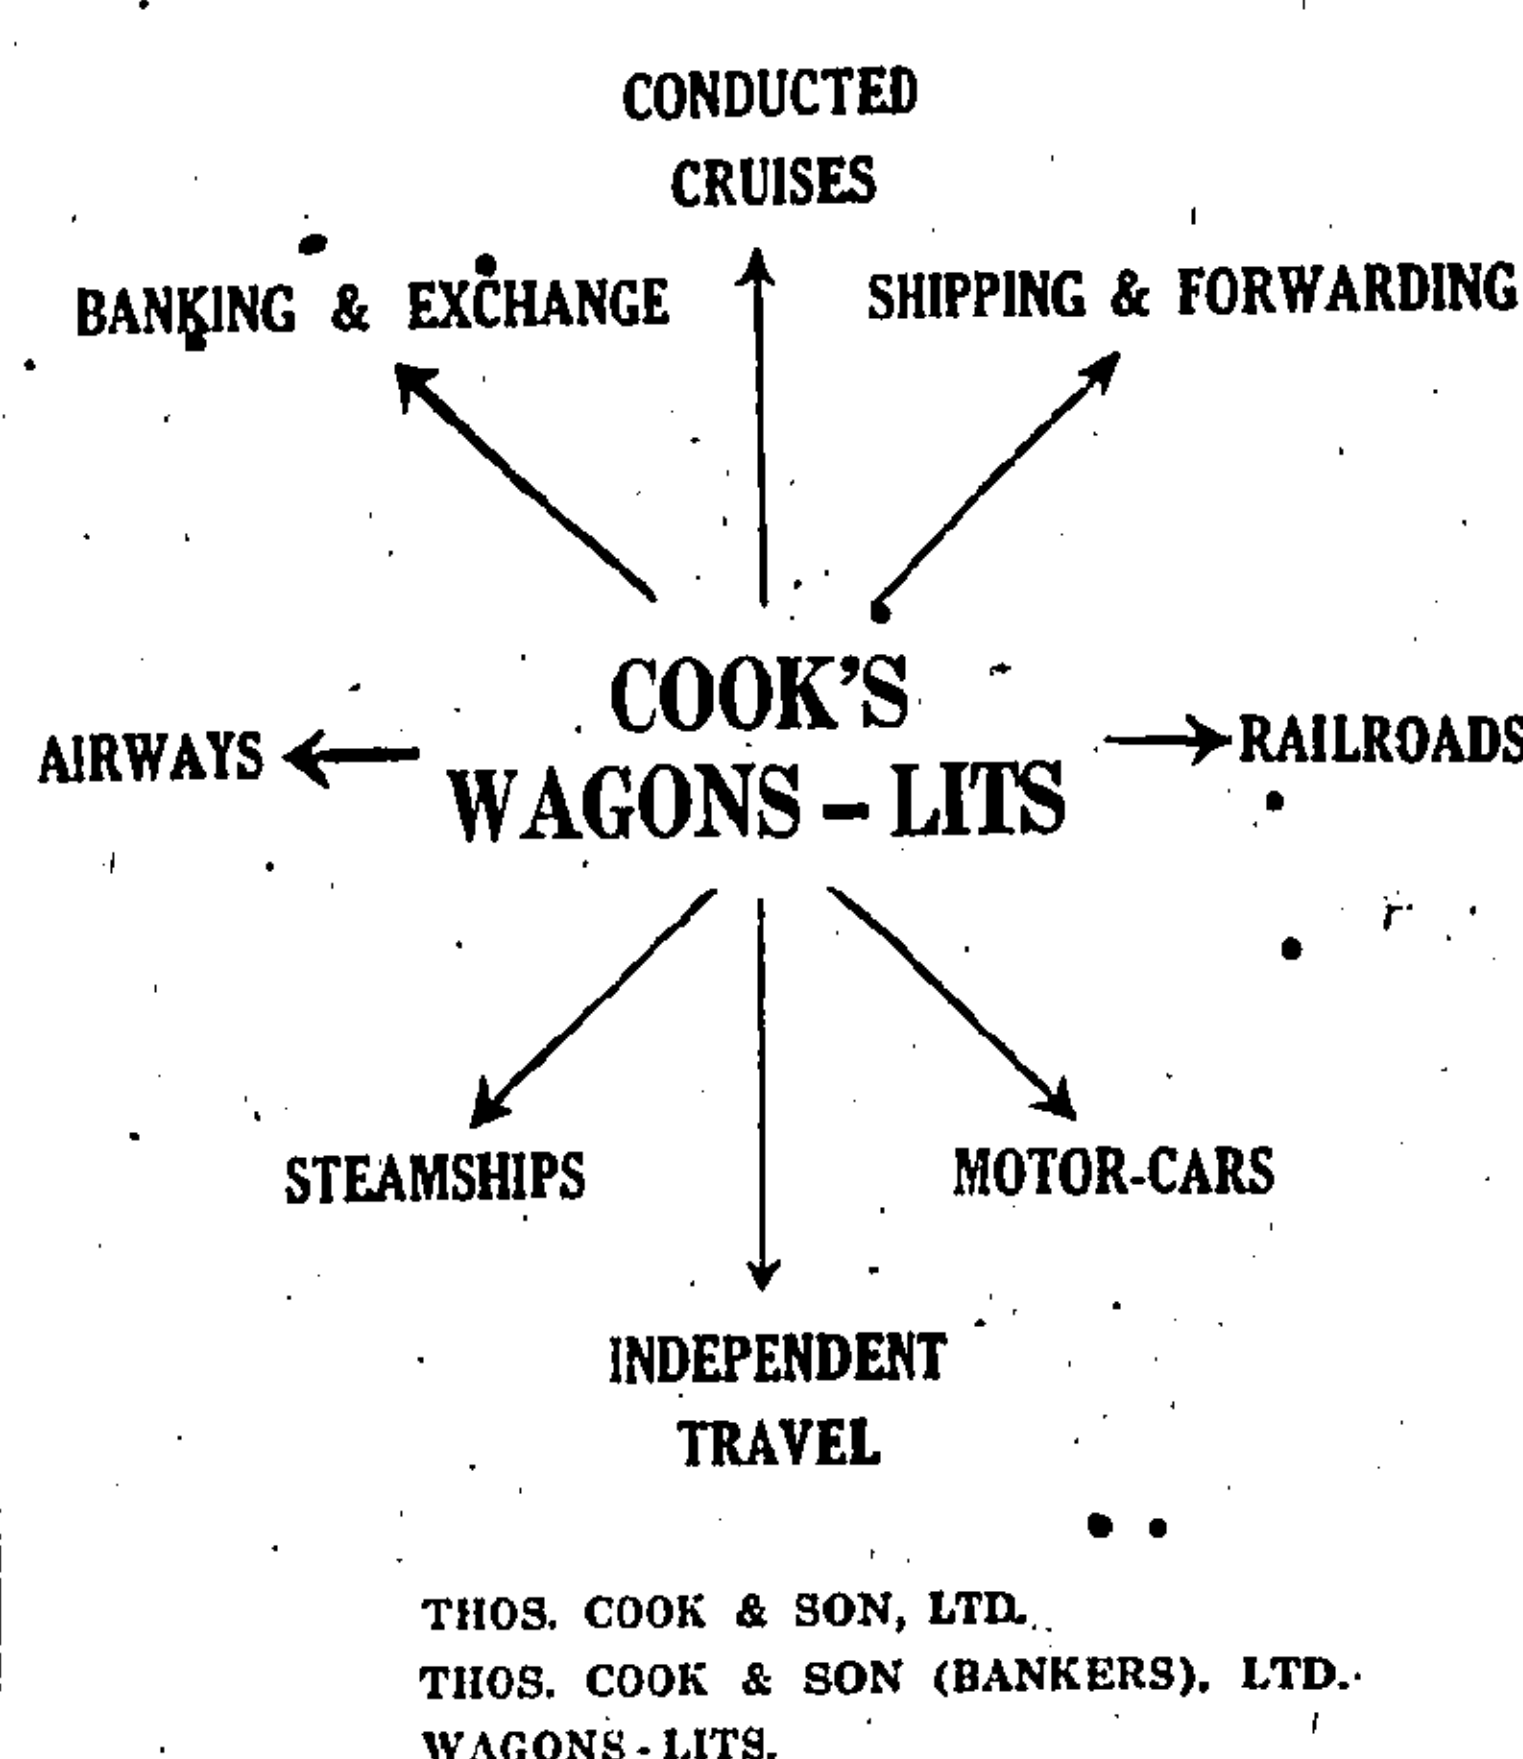 CONDUCTED
CRUISES
BANKING & EXCHANGE
SHIPPING & FORWARDING
COOK'S
AIRWAYS
RAILROADS
WAGONS - LITS
STEAMSHIPS
MOTOR-CARS
INDEPENDENT
TRAVEL
THOS. COOK & SON, LTD.
THOS. COOK & SON (BANKERS), LTD.
WAGONS - LITS.